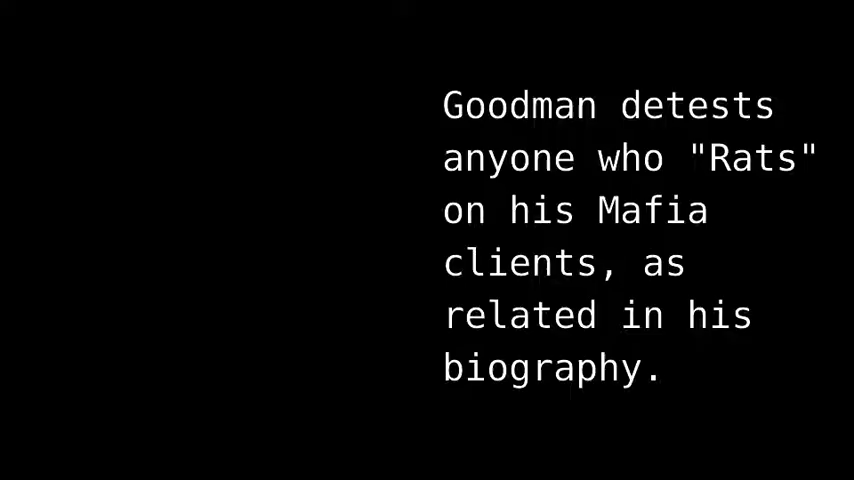 Goodman detests
anyone who "Rats"
on his Mafia
clients, as
related in his
biography.